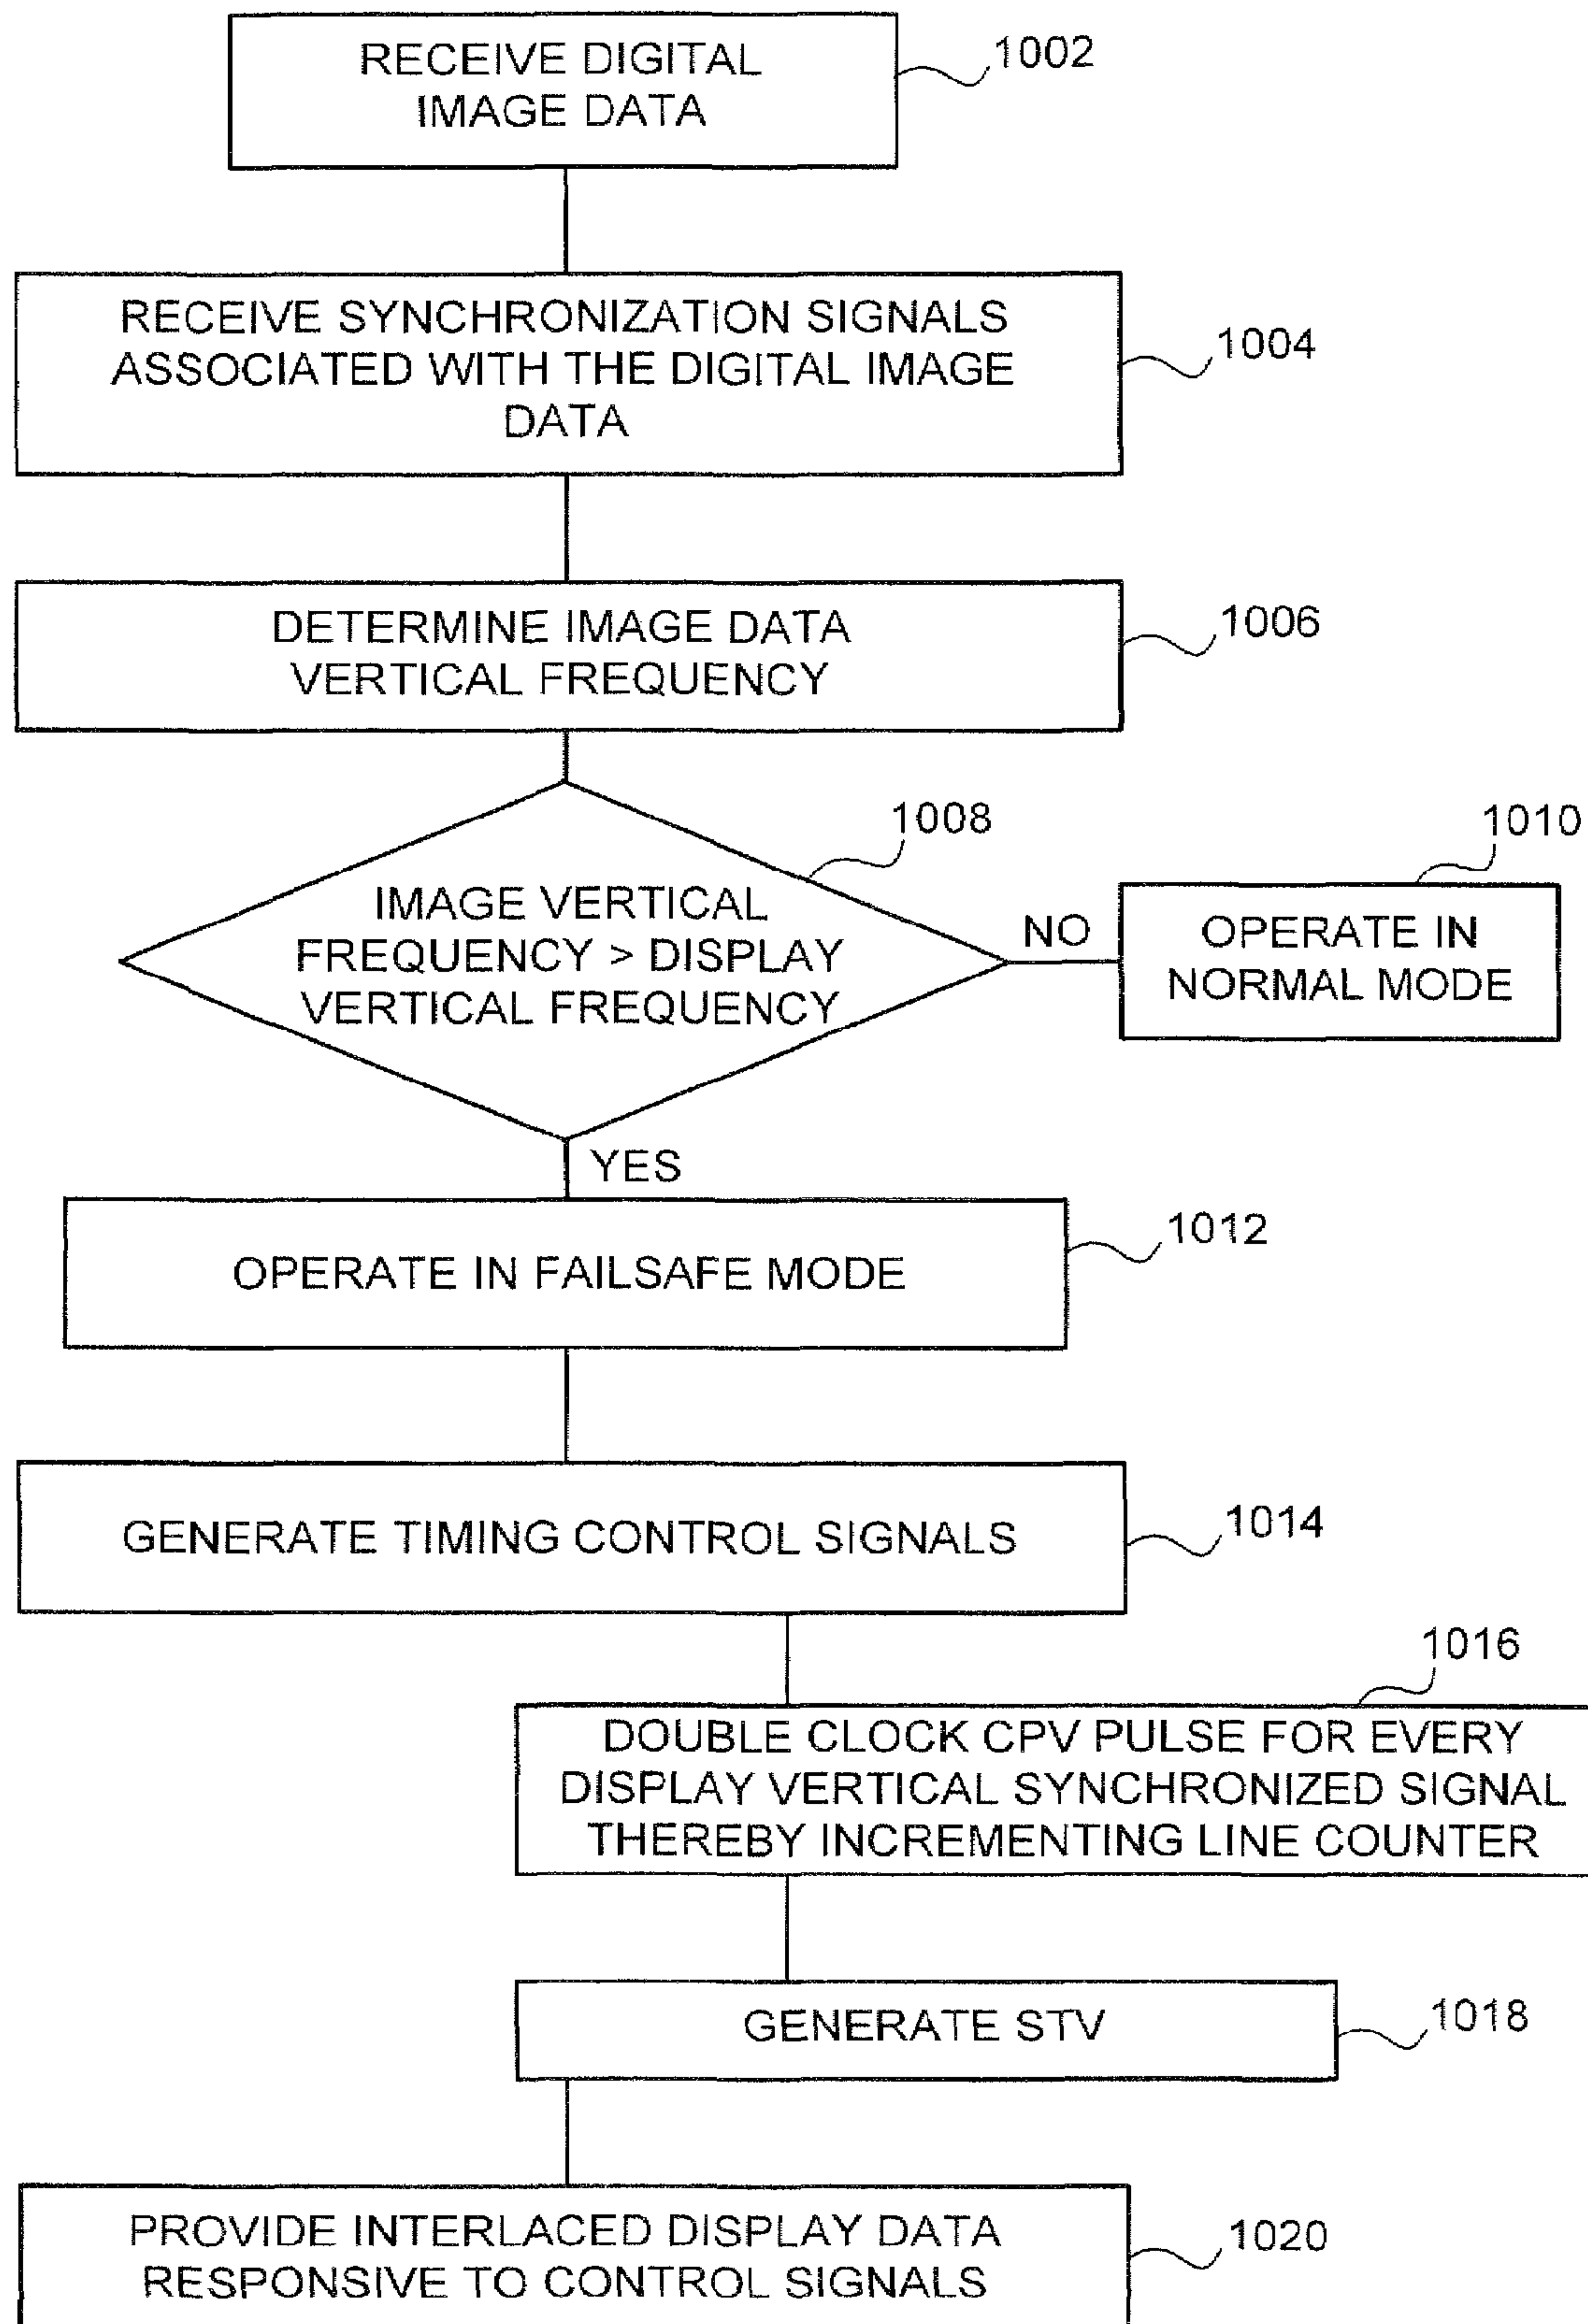 RECEIVE DIGITAL
IMAGE DATA
1002
RECEIVE SYNCHRONIZATION SIGNALS
ASSOCIATED WITH THE DIGITAL IMAGE
DATA
1004
DETERMINE IMAGE DATA
VERTICAL FREQUENCY
1006
1008
IMAGE VERTICAL
FREQUENCY > DISPLAY
VERTICAL FREQUENCY
NO
1010
OPERATE IN
NORMAL MODE
YES
OPERATE IN FAILSAFE MODE
1012
GENERATE TIMING CONTROL SIGNALS
1014
1016
DOUBLE CLOCK CPV PULSE FOR EVERY
DISPLAY VERTICAL SYNCHRONIZED SIGNAL
THEREBY INCREMENTING LINE COUNTER
GENERATE STV
1018
PROVIDE INTERLACED DISPLAY DATA
RESPONSIVE TO CONTROL SIGNALS
1020